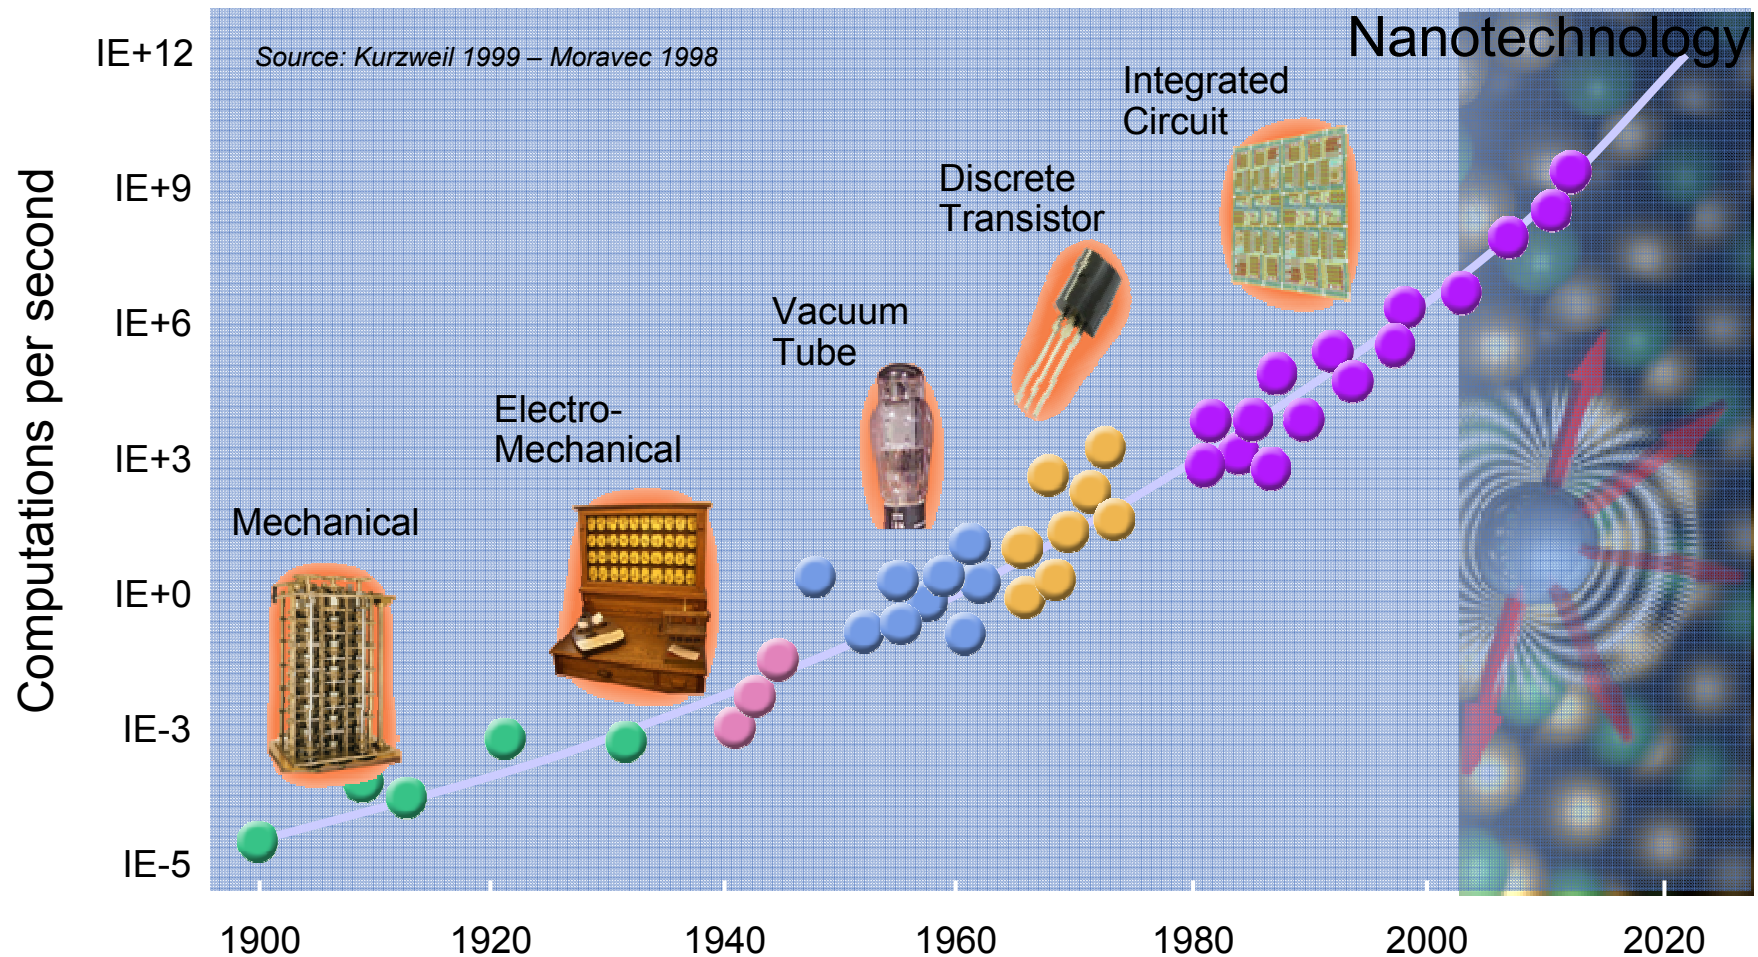 Nanotechnology
IE+12
Source: Kurzweil 1999 – Moravec 1998
Integrated
Circuit
IE+9
Discrete
Transistor
Computations per second
IE+6
Vacuum
Tube
Electro-
Mechanical
IE+3
Mechanical
IE+0
IE-3
IE-5
1900 1920 1940 1960 1980 2000 2020